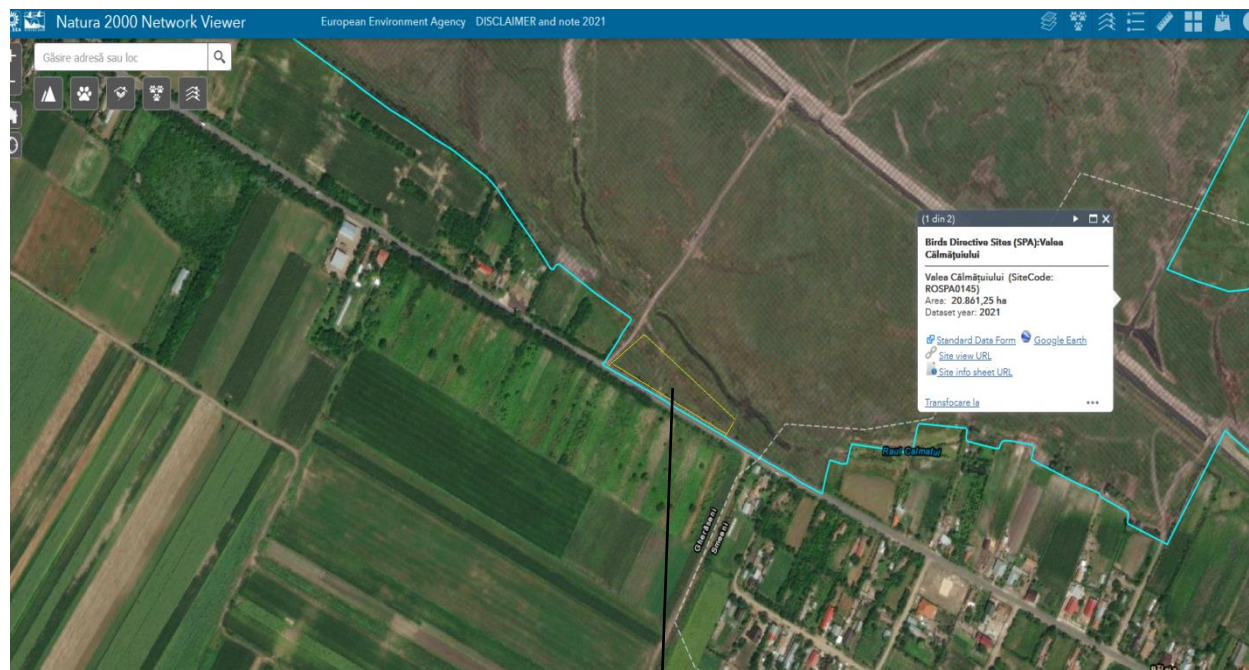 Natura 2000 Network Viewer
European Environment Agency DISCLAIMER and note 2021
Găsire adresă sau loc
(1 din 2)
Birds Directive Sites (SPA):Valea
Călmățuiului
Valea Călmățuiului (SiteCode:
ROSPA0145)
Area: 20.861,25 ha
Dataset year: 2021
Standard Data Form Google Earth
Site view URL
Site info sheet URL
Transfocare la
Raul Calmatui
Gherăseni
Smeeni